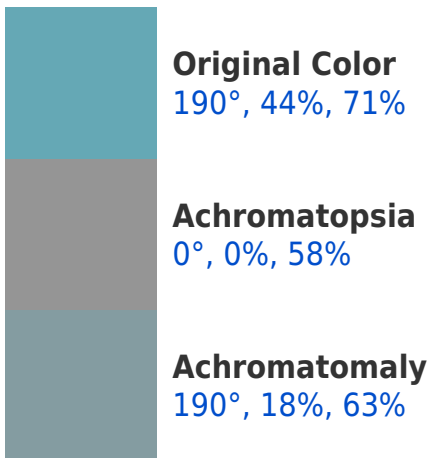 Original Color
190°, 44%, 71%
Achromatopsia
0°, 0%, 58%
Achromatomaly
190°, 18%, 63%